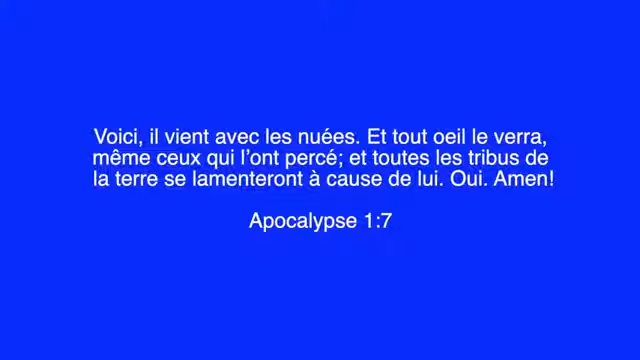 Voici, il vient avec les nuées. Et tout oeil le verra,
même ceux qui l’ont percé; et toutes les tribus de
la terre se lamenteront à cause de lui. Oui. Amen!
Apocalypse 1:7